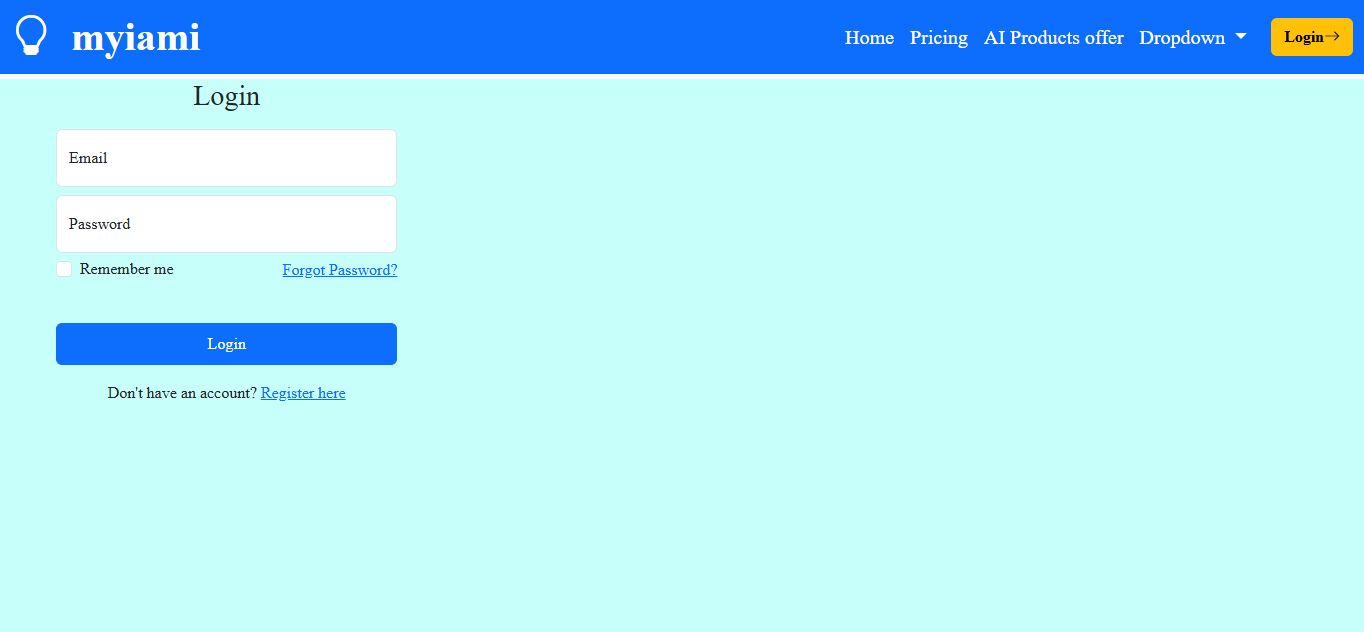 myiami
Home Pricing AI Products offer Dropdown Login
Login
Email
Password
Remember me Forgot Password?
Login
Don't have an account? Register here